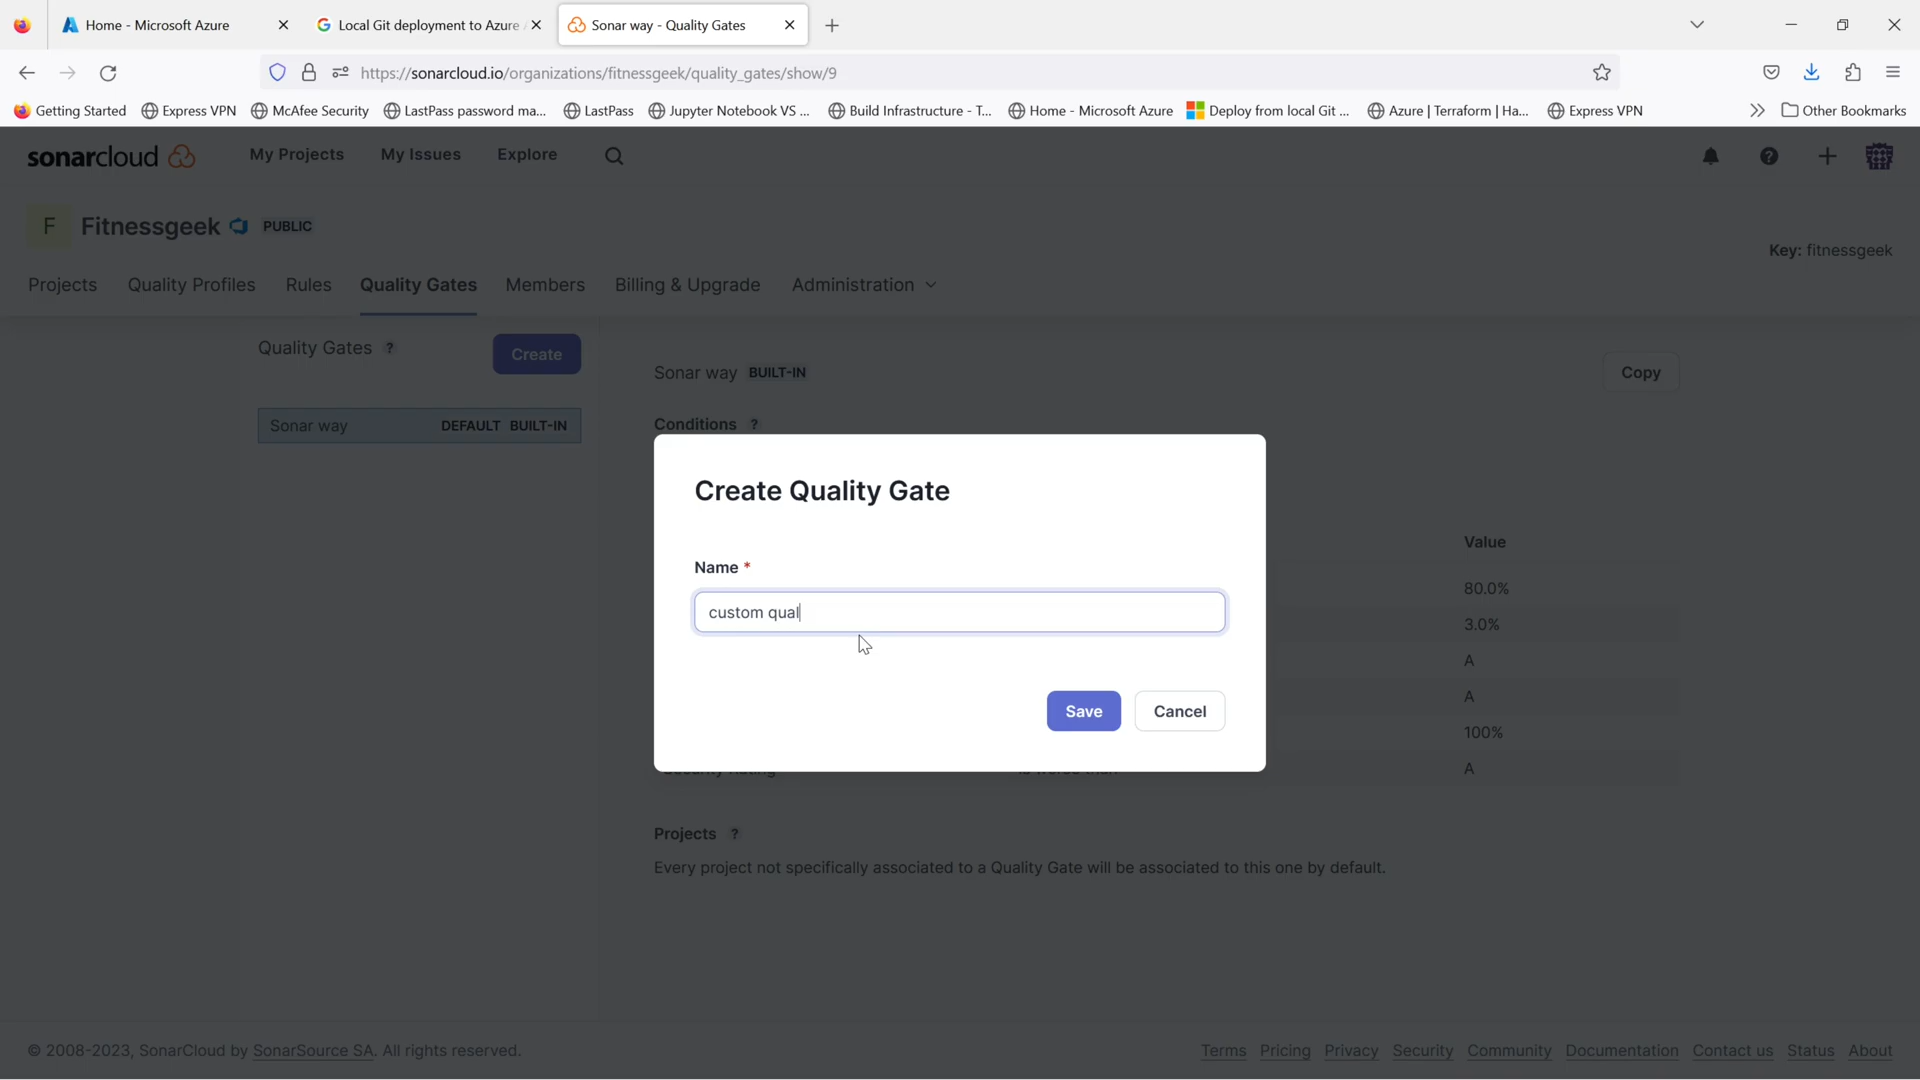 Home - Microsoft Azure
Local Git deployment to Azure
Sonar way - Quality Gates
https://sonarcloud.io/organizations/fitnessgeek/quality_gates/show/9
Getting Started Express VPN McAfee Security LastPass password ma... LastPass Jupyter Notebook VS ... Build Infrastructure - T... Home - Microsoft Azure Deploy from local Git ... Azure | Terraform | Ha... Express VPN Other Bookmarks
sonarcloud My Projects My Issues Explore
F Fitnessgeek PUBLIC
Key: fitnessgeek
Projects Quality Profiles Rules Quality Gates Members Billing & Upgrade Administration
Quality Gates ? Create
Sonar way DEFAULT BUILT-IN
Sonar way BUILT-IN Copy
Conditions ?
Create Quality Gate
Name *
custom qual
Save Cancel
Value
80.0%
3.0%
A
A
100%
A
Projects ?
Every project not specifically associated to a Quality Gate will be associated to this one by default.
© 2008-2023, SonarCloud by SonarSource SA. All rights reserved.
Terms Pricing Privacy Security Community Documentation Contact us Status About